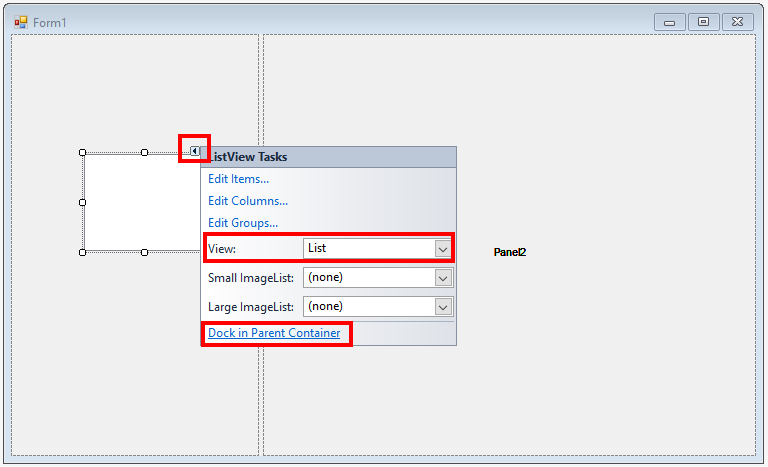 Form1
ListView Tasks
Edit Items...
Edit Columns...
Edit Groups...
View: List
Panel2
Small ImageList: (none)
Large ImageList: (none)
Dock in Parent Container